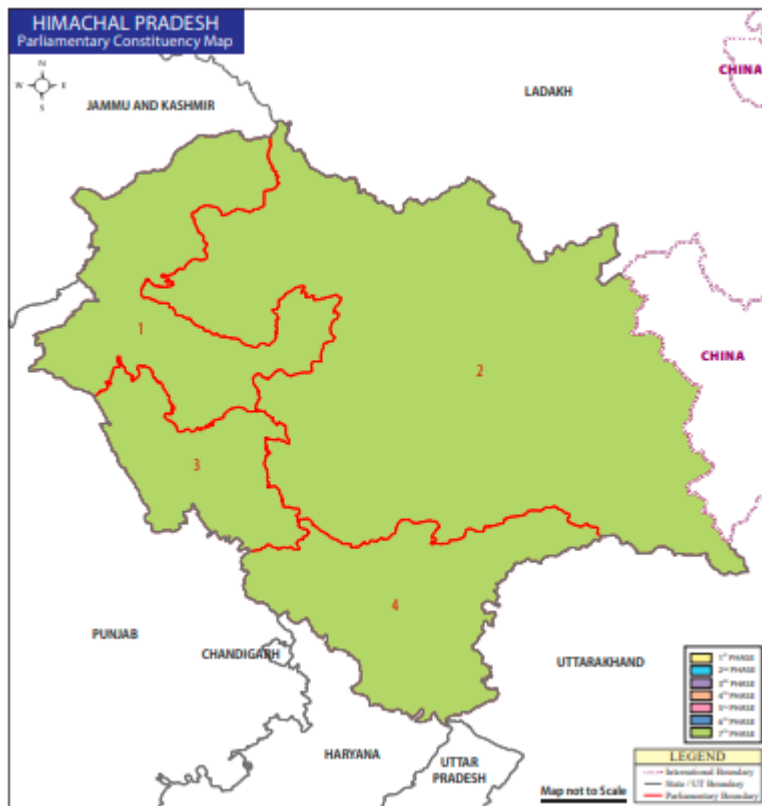 HIMACHAL PRADESH
Parliamentary Constituency Map
N
W E
S
JAMMU AND KASHMIR
LADAKH
CHINA
1
2
CHINA
3
4
PUNJAB
CHANDIGARH
UTTARAKHAND
HARYANA
UTTAR
PRADESH
1ST PHASE
2ND PHASE
3RD PHASE
4TH PHASE
5TH PHASE
6TH PHASE
7TH PHASE
LEGEND
International Boundary
State / UT Boundary
Parliamentary Boundary
Map not to Scale